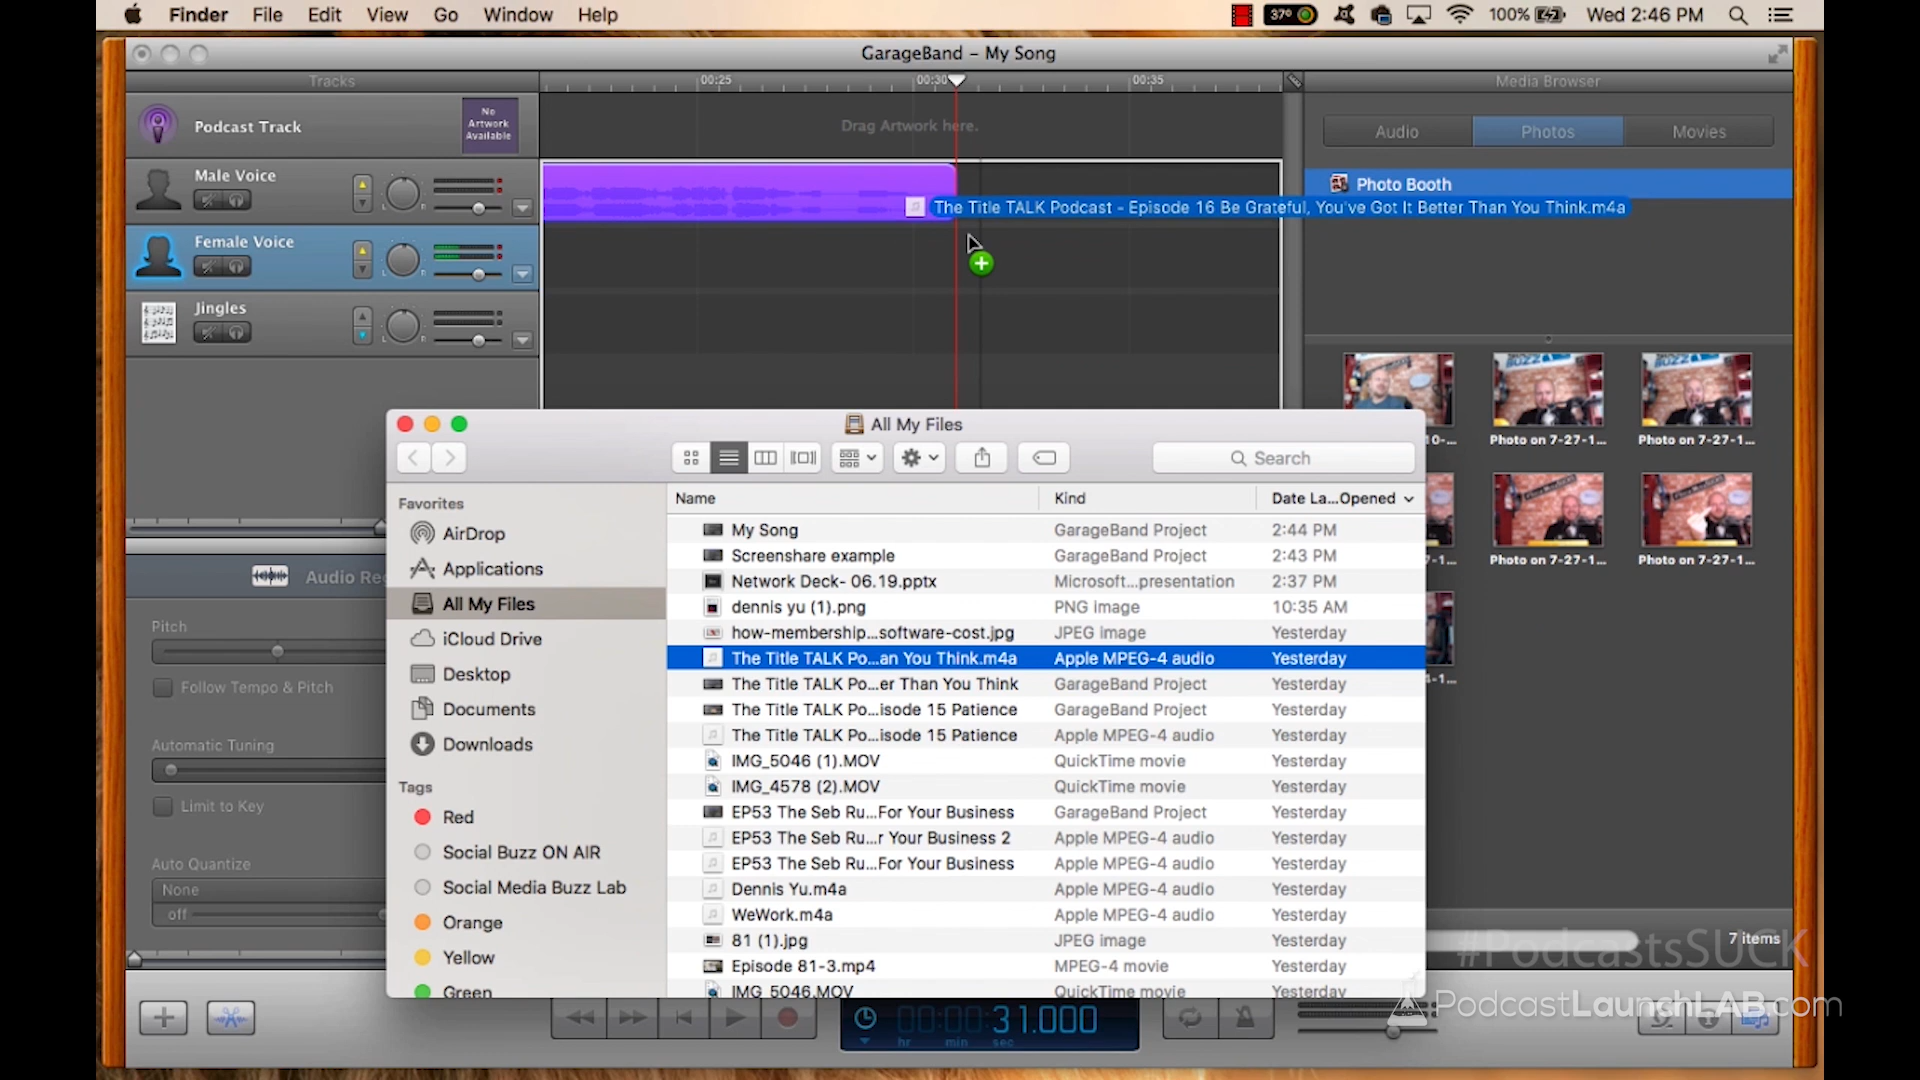 Finder File Edit View Go Window Help
37° 100% Wed 2:46 PM
GarageBand - My Song
Tracks 00:25 00:30 00:35 Media Browser
Podcast Track
No
Artwork
Available
Drag Artwork here.
Audio Photos Movies
Male Voice
L R
Photo Booth
The Title TALK Podcast - Episode 16 Be Grateful, You've Got It Better Than You Think.m4a
Female Voice
L R
Jingles
L R
All My Files
Search
Photo on 7-27-1...
Photo on 7-27-1...
Photo on 7-27-1...
Photo on 7-27-1...
Favorites
AirDrop
Applications
All My Files
iCloud Drive
Desktop
Documents
Downloads
Tags
Red
Social Buzz ON AIR
Social Media Buzz Lab
Orange
Yellow
Green
Name Kind Date La...Opened
My Song GarageBand Project 2:44 PM
Screenshare example GarageBand Project 2:43 PM
Network Deck- 06.19.pptx Microsoft...presentation 2:37 PM
dennis yu (1).png PNG image 10:35 AM
how-membership...software-cost.jpg JPEG image Yesterday
The Title TALK Po...an You Think.m4a Apple MPEG-4 audio Yesterday
The Title TALK Po...er Than You Think GarageBand Project Yesterday
The Title TALK Po...isode 15 Patience GarageBand Project Yesterday
The Title TALK Po...isode 15 Patience Apple MPEG-4 audio Yesterday
IMG_5046 (1).MOV QuickTime movie Yesterday
IMG_4578 (2).MOV QuickTime movie Yesterday
EP53 The Seb Ru...For Your Business GarageBand Project Yesterday
EP53 The Seb Ru...r Your Business 2 Apple MPEG-4 audio Yesterday
EP53 The Seb Ru...For Your Business Apple MPEG-4 audio Yesterday
Dennis Yu.m4a Apple MPEG-4 audio Yesterday
WeWork.m4a Apple MPEG-4 audio Yesterday
81 (1).jpg JPEG image Yesterday
Episode 81-3.mp4 MPEG-4 movie Yesterday
IMG_5046.MOV QuickTime movie Yesterday
Audio Re
Pitch
Follow Tempo & Pitch
Automatic Tuning
Limit to Key
Auto Quantize
None
off
7 items
#PodcastsSUCK
PodcastLaunchLAB.com
00:00:31.000
hr min sec